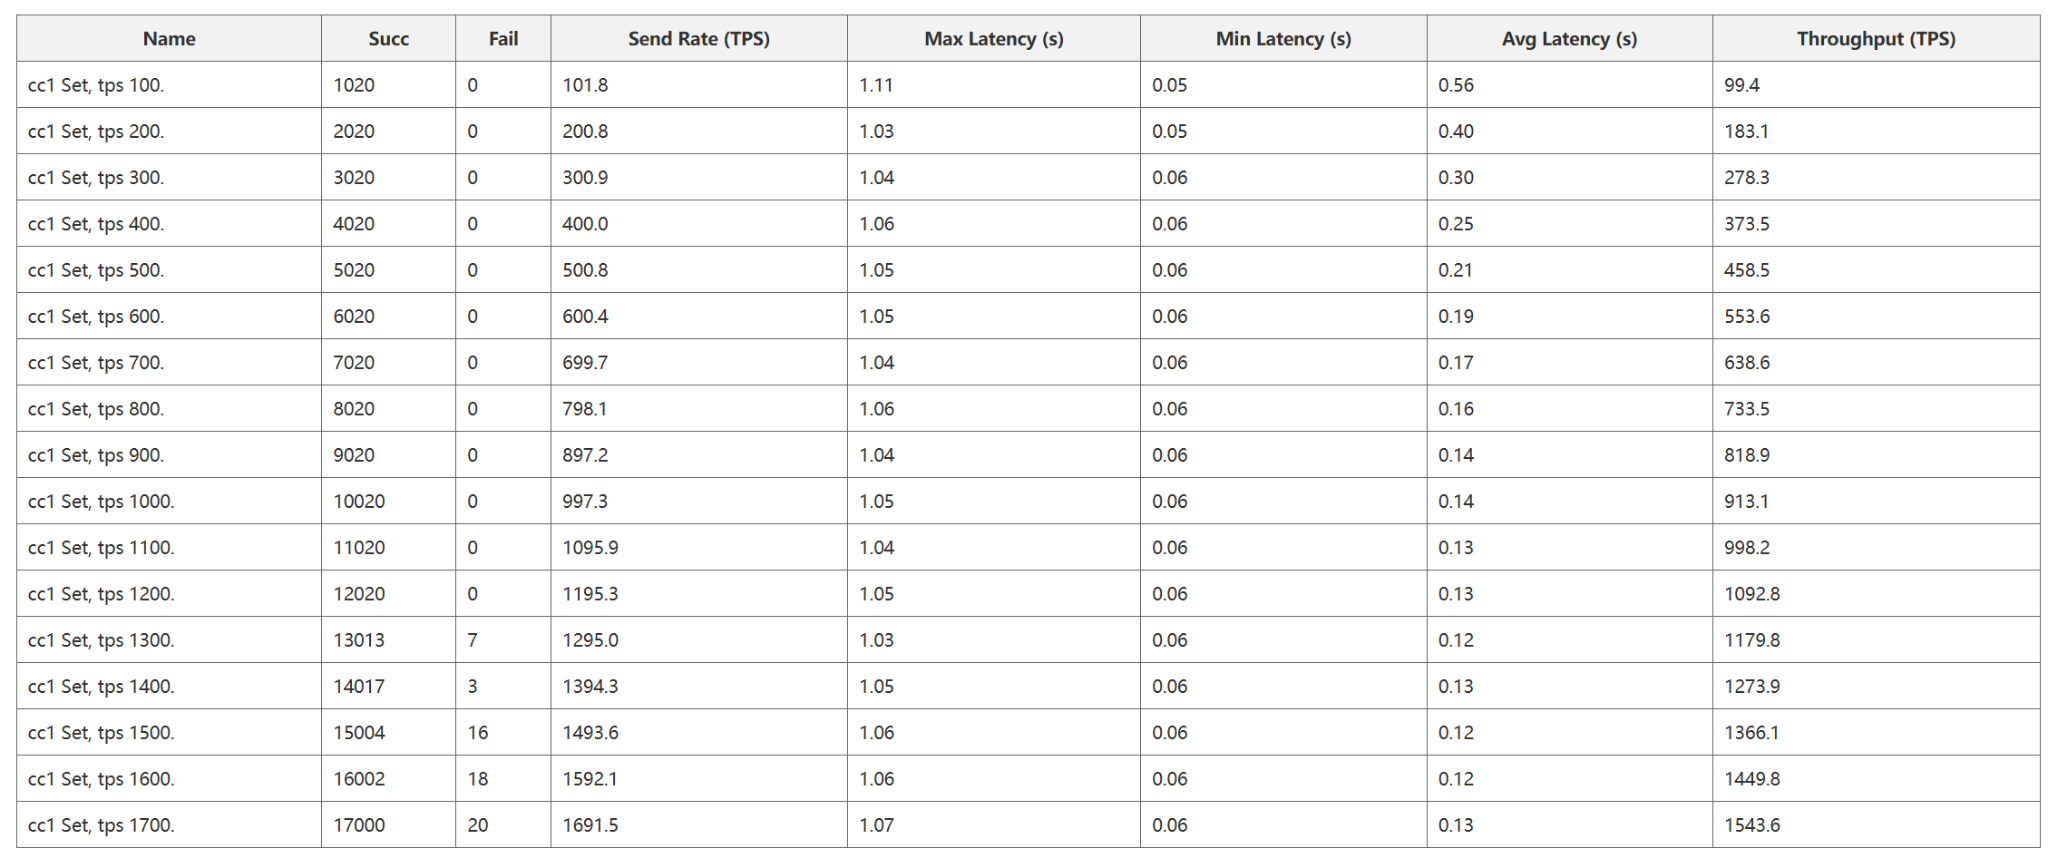 Name Succ Fail Send Rate (TPS) Max Latency (s) Min Latency (s) Avg Latency (s) Throughput (TPS)
cc1 Set, tps 100. 1020 0 101.8 1.11 0.05 0.56 99.4
cc1 Set, tps 200. 2020 0 200.8 1.03 0.05 0.40 183.1
cc1 Set, tps 300. 3020 0 300.9 1.04 0.06 0.30 278.3
cc1 Set, tps 400. 4020 0 400.0 1.06 0.06 0.25 373.5
cc1 Set, tps 500. 5020 0 500.8 1.05 0.06 0.21 458.5
cc1 Set, tps 600. 6020 0 600.4 1.05 0.06 0.19 553.6
cc1 Set, tps 700. 7020 0 699.7 1.04 0.06 0.17 638.6
cc1 Set, tps 800. 8020 0 798.1 1.06 0.06 0.16 733.5
cc1 Set, tps 900. 9020 0 897.2 1.04 0.06 0.14 818.9
cc1 Set, tps 1000. 10020 0 997.3 1.05 0.06 0.14 913.1
cc1 Set, tps 1100. 11020 0 1095.9 1.04 0.06 0.13 998.2
cc1 Set, tps 1200. 12020 0 1195.3 1.05 0.06 0.13 1092.8
cc1 Set, tps 1300. 13013 7 1295.0 1.03 0.06 0.12 1179.8
cc1 Set, tps 1400. 14017 3 1394.3 1.05 0.06 0.13 1273.9
cc1 Set, tps 1500. 15004 16 1493.6 1.06 0.06 0.12 1366.1
cc1 Set, tps 1600. 16002 18 1592.1 1.06 0.06 0.12 1449.8
cc1 Set, tps 1700. 17000 20 1691.5 1.07 0.06 0.13 1543.6